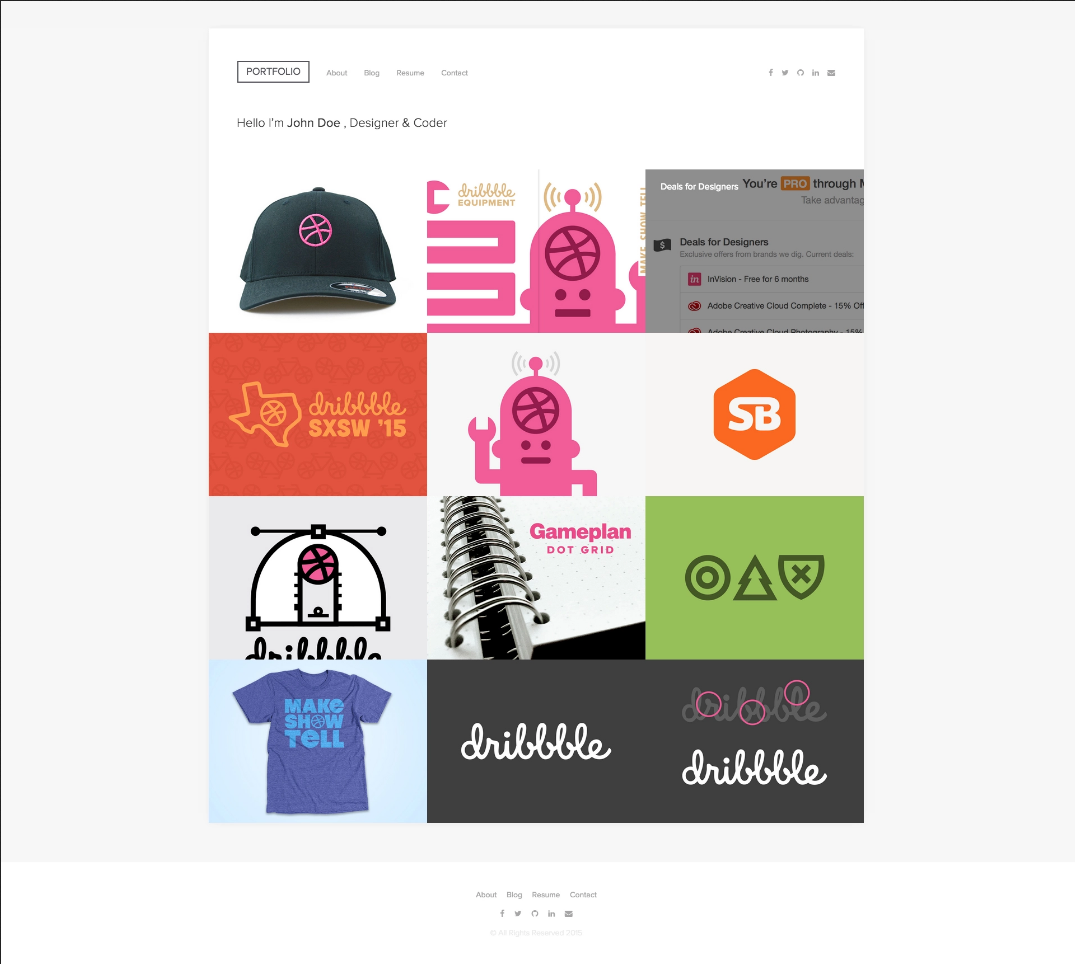 PORTFOLIO About Blog Resume Contact
Hello I'm John Doe , Designer & Coder
dribbble
EQUIPMENT
MAKE SHOW TELL
Deals for Designers
You're PRO through M
Take advantag
Deals for Designers
Exclusive offers from brands we dig. Current deals:
in InVision - Free for 6 months
Adobe Creative Cloud Complete - 15% Off
Adobe Creative Cloud Photography - 15%
dribbble
SXSW '15
SB
dribbble
Gameplan
DOT GRID
MAKE
SHOW
TELL
dribbble
dribbble
dribbble
About Blog Resume Contact
© All Rights Reserved 2015